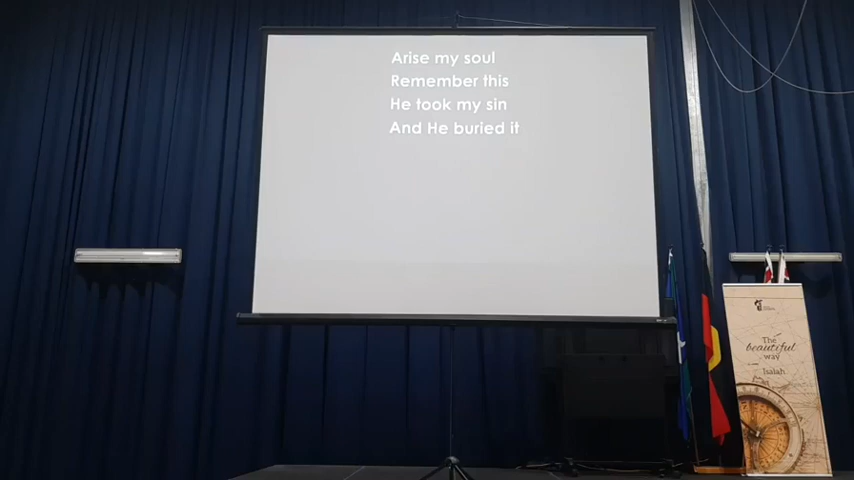 Arise my soul
Remember this
He took my sin
And He buried it
The
beautiful
way
Isaiah